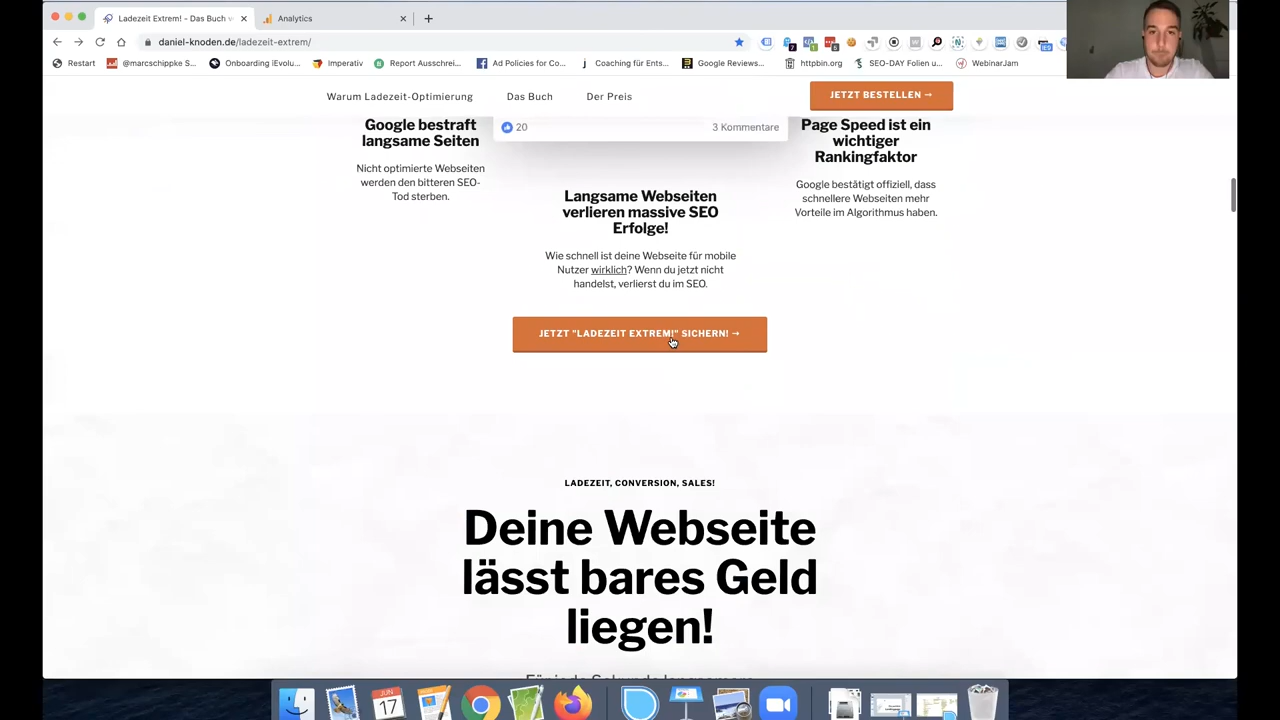 Ladezeit Extrem! - Das Buch
Analytics
daniel-knoden.de/ladezeit-extrem/
Restart
@marcschippke S...
Onboarding iEvolu...
Imperativ
Report Ausschrei...
Ad Policies for Co...
Coaching für Ents...
Google Reviews...
httpbin.org
SEO-DAY Folien u...
WebinarJam
Warum Ladezeit-Optimierung
Das Buch
Der Preis
JETZT BESTELLEN →
20
3 Kommentare
Google bestraft
langsame Seiten
Nicht optimierte Webseiten
werden den bitteren SEO-
Tod sterben.
Langsame Webseiten
verlieren massive SEO
Erfolge!
Wie schnell ist deine Webseite für mobile
Nutzer wirklich? Wenn du jetzt nicht
handelst, verlierst du im SEO.
Page Speed ist ein
wichtiger
Rankingfaktor
Google bestätigt offiziell, dass
schnellere Webseiten mehr
Vorteile im Algorithmus haben.
JETZT "LADEZEIT EXTREM!" SICHERN! →
LADEZEIT, CONVERSION, SALES!
Deine Webseite
lässt bares Geld
liegen!
Für jede Sekunde langsamere
JUN
17